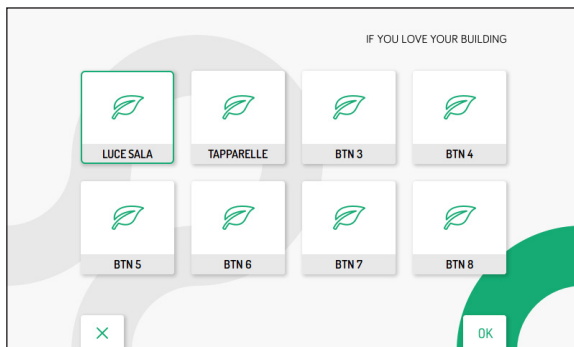 IF YOU LOVE YOUR BUILDING
LUCE SALA TAPPARELLE BTN 3 BTN 4
BTN 5 BTN 6 BTN 7 BTN 8
OK